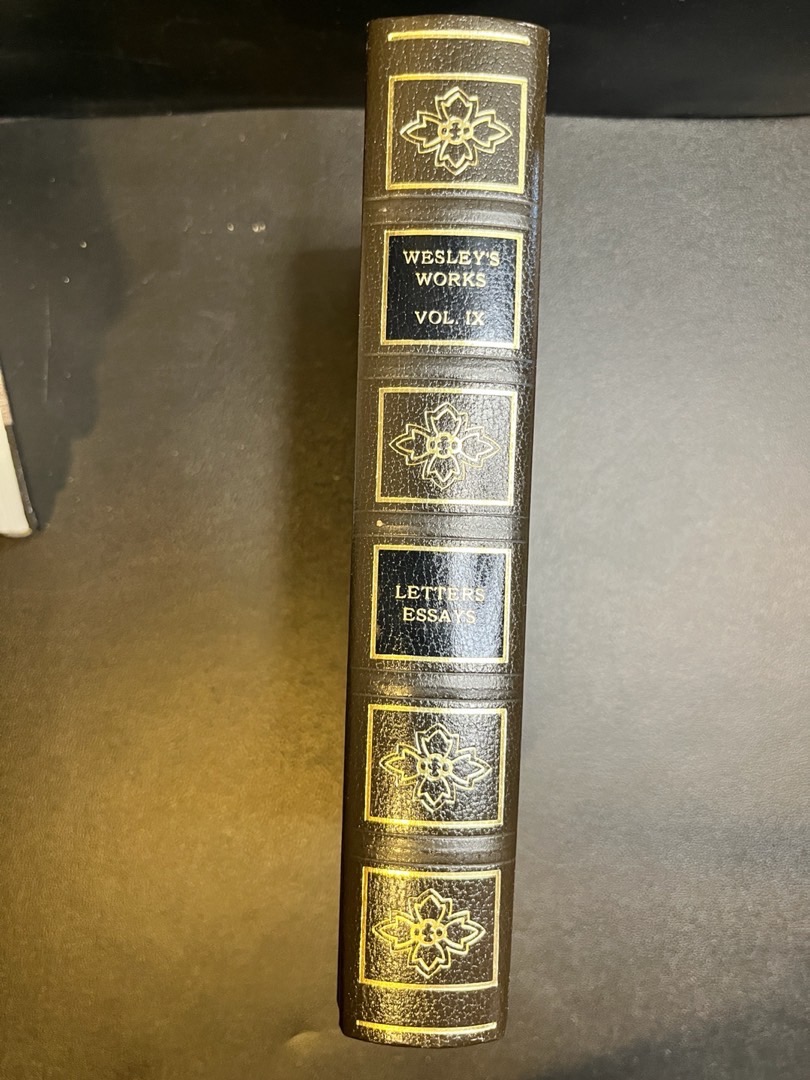 WESLEY'S
WORKS
VOL. IX
LETTERS
ESSAYS